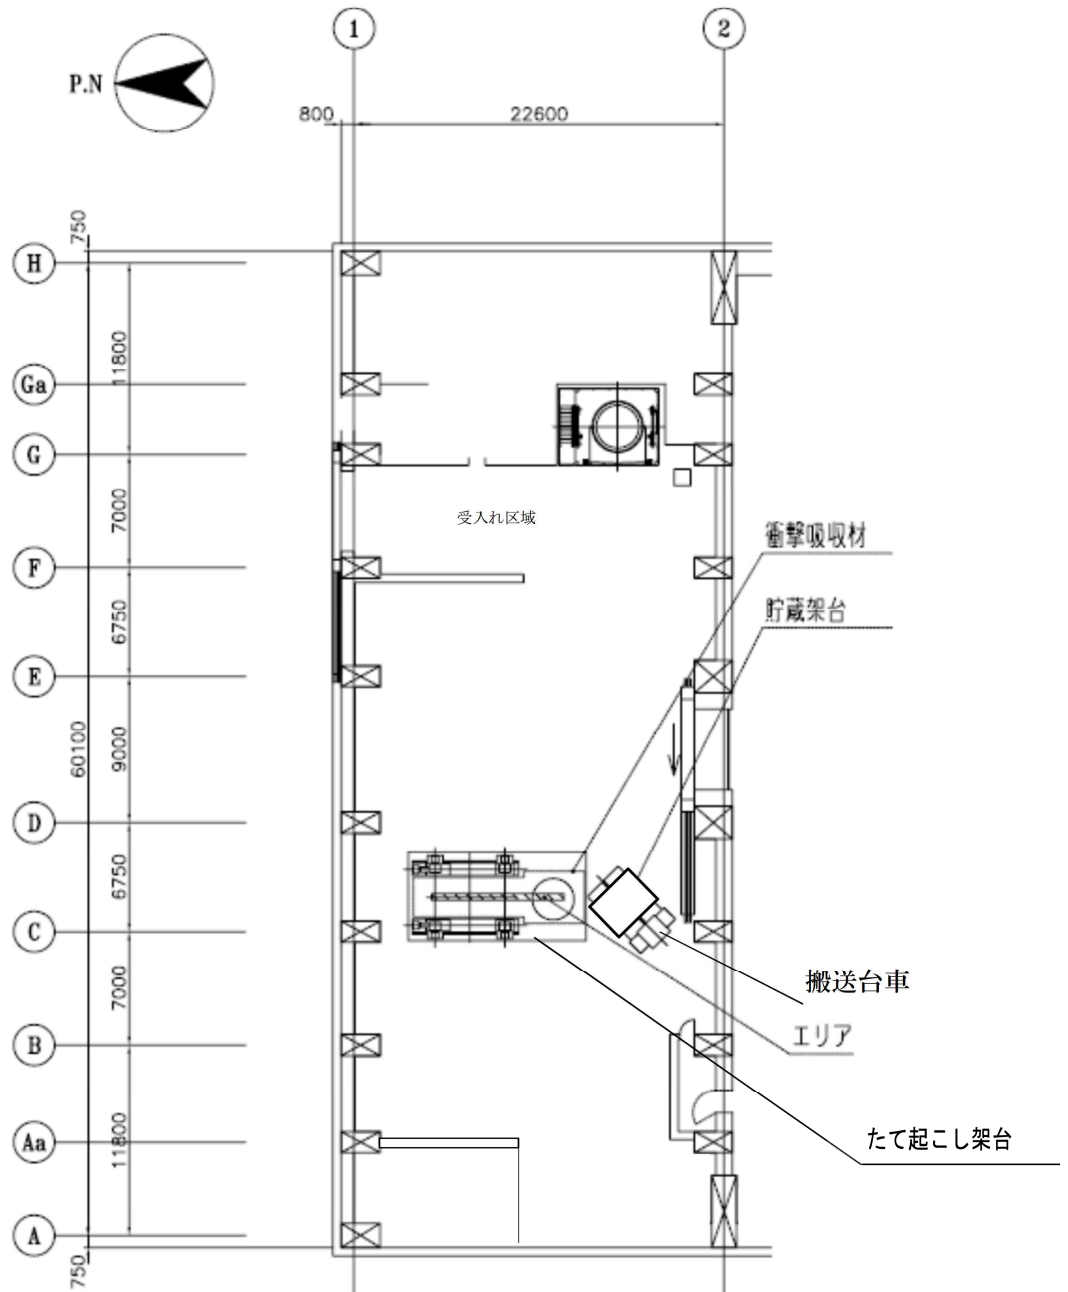 1
2
P.N
800
22600
750
H
11800
Ga
G
7000
受入れ区域
衝撃吸収材
F
貯蔵架台
6750
E
60100
9000
D
6750
C
搬送台車
7000
エリア
B
たて起こし架台
Aa
11800
A
750